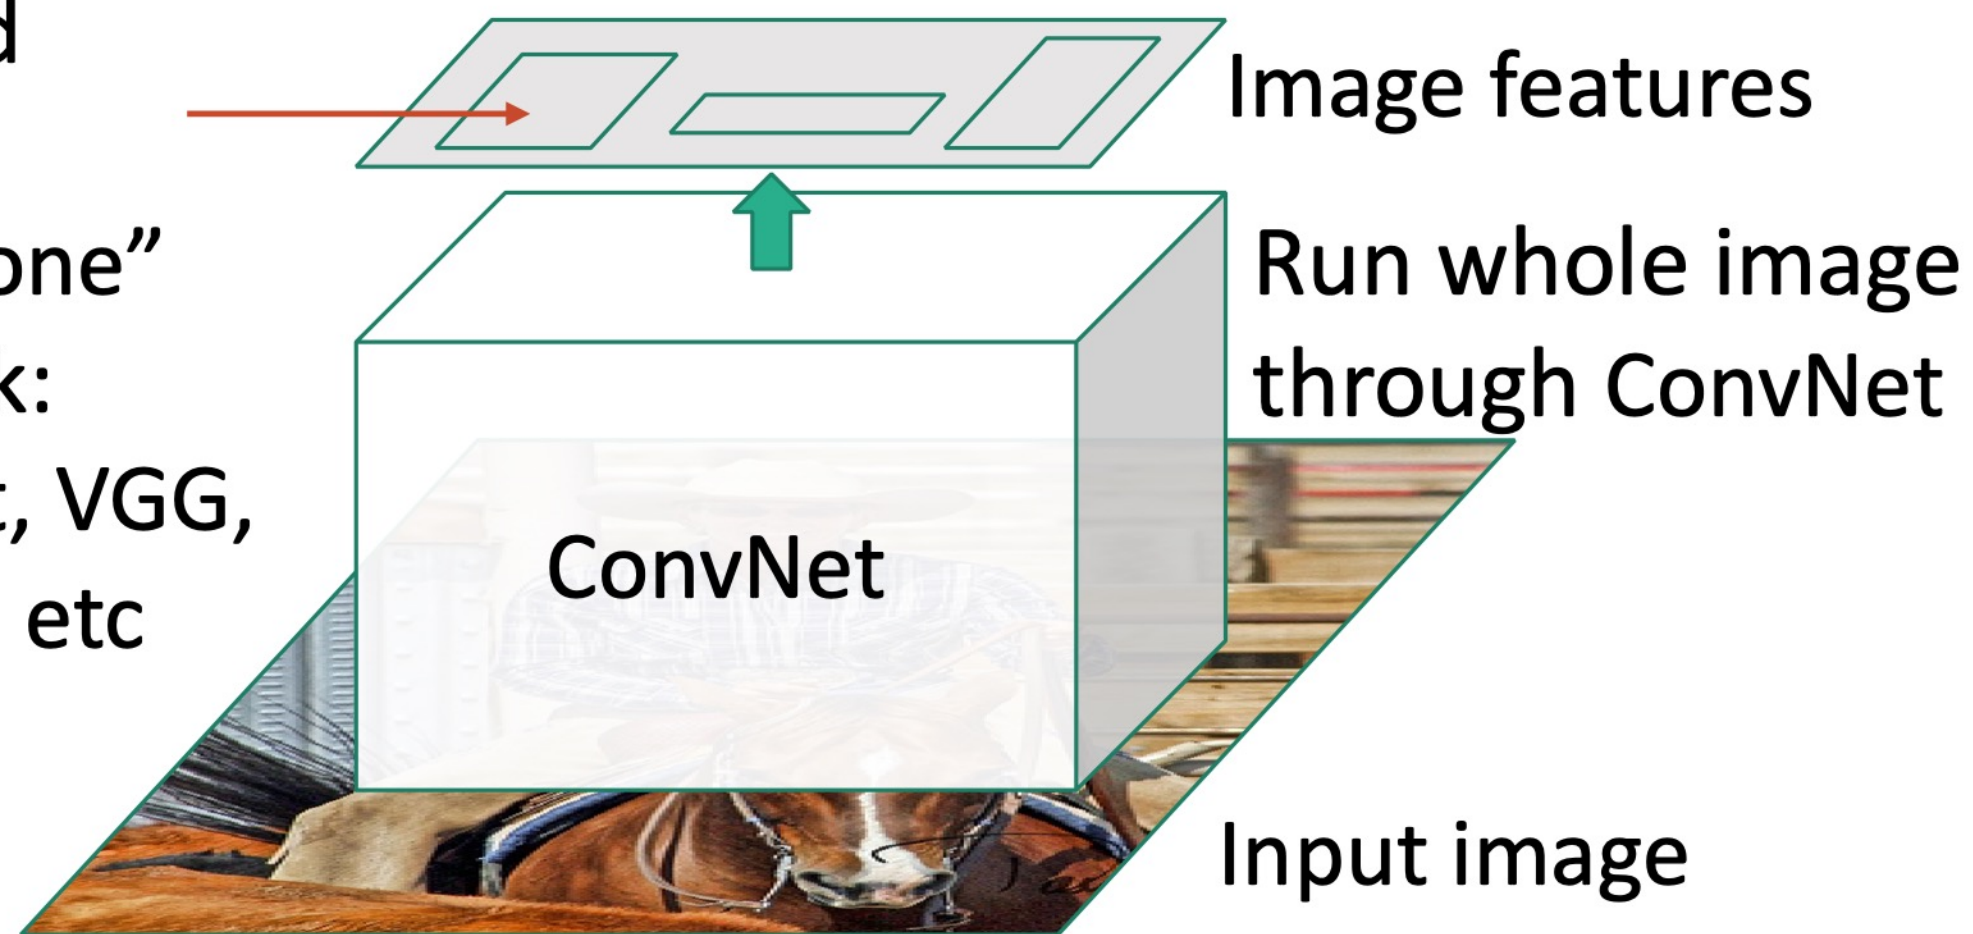 Image features
one”
Run whole image
k:
through ConvNet
t, VGG,
ConvNet
etc
Input image